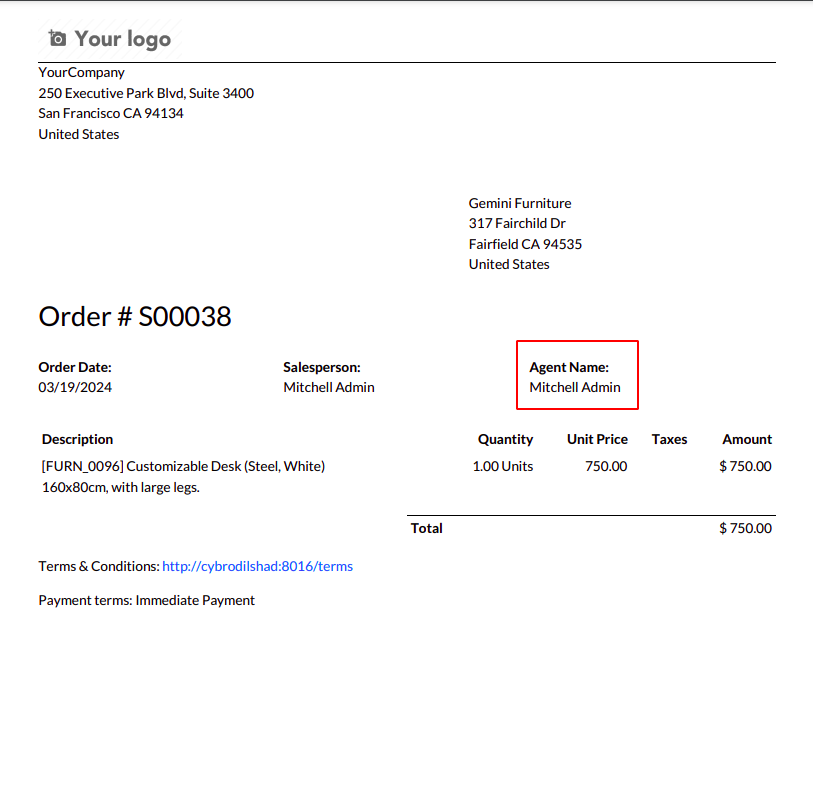 Your logo
YourCompany
250 Executive Park Blvd, Suite 3400
San Francisco CA 94134
United States
Gemini Furniture
317 Fairchild Dr
Fairfield CA 94535
United States
Order # S00038
Order Date: Salesperson: Agent Name:
03/19/2024 Mitchell Admin Mitchell Admin
Description Quantity Unit Price Taxes Amount
[FURN_0096] Customizable Desk (Steel, White) 1.00 Units 750.00 $ 750.00
160x80cm, with large legs.
Total $ 750.00
Terms & Conditions: http://cybrodilshad:8016/terms
Payment terms: Immediate Payment